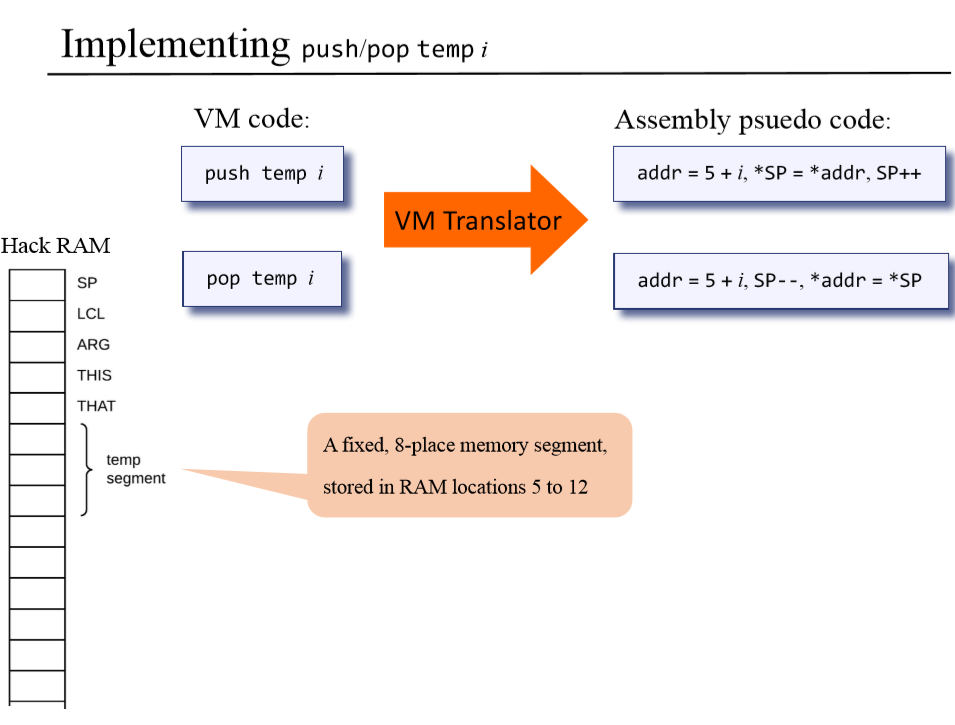 Implementing push/pop temp i
VM code:
Assembly psuedo code:
push temp i
addr = 5 + i, *SP = *addr, SP++
VM Translator
Hack RAM
pop temp i
addr = 5 + i, SP--, *addr = *SP
SP
LCL
ARG
THIS
THAT
temp
segment
A fixed, 8-place memory segment,
stored in RAM locations 5 to 12